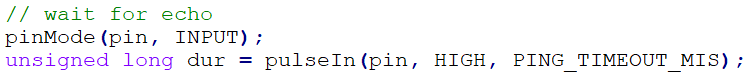 // wait for echo
pinMode(pin, INPUT);
unsigned long dur = pulseIn(pin, HIGH, PING_TIMEOUT_MIS);